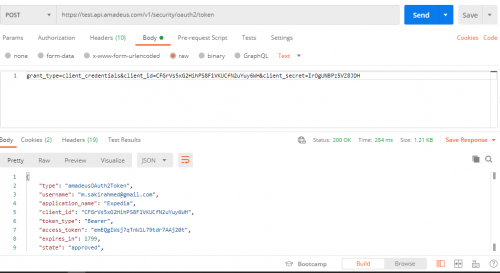 POST https://test.api.amadeus.com/v1/security/oauth2/token Send Save
Params Authorization Headers (10) Body Pre-request Script Tests Settings Cookies Code
none form-data x-www-form-urlencoded raw binary GraphQL Text
1 grant_type=client_credentials&client_id=CFGrVs5xG2HihPS8F1VKUCfN2uYuy6WH&client_secret=IrOgUNBPz5VZ8JDH
Body Cookies (2) Headers (19) Test Results Status: 200 OK Time: 284 ms Size: 1.21 KB Save Response
Pretty Raw Preview Visualize JSON
1 {
2 "type": "amadeusOAuth2Token",
3 "username": "m.sakirahmed@gmail.com",
4 "application_name": "Expedia",
5 "client_id": "CFGrVs5xG2HihPS8F1VKUCfN2uYuy6WH",
6 "token_type": "Bearer",
7 "access_token":
8 "expires_in": 1799,
9 "state": "approved",
Bootcamp Build Browse